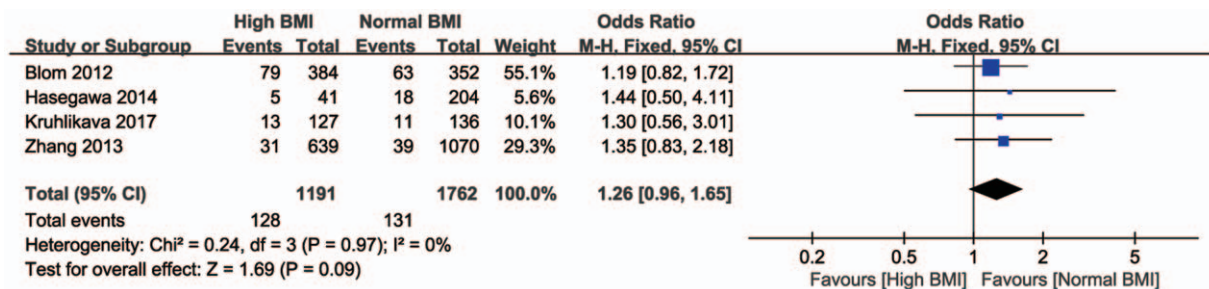 High BMI Normal BMI Odds Ratio Odds Ratio
Study or Subgroup Events Total Events Total Weight M-H. Fixed. 95% CI M-H. Fixed. 95% CI
Blom 2012 79 384 63 352 55.1% 1.19 [0.82, 1.72]
Hasegawa 2014 5 41 18 204 5.6% 1.44 [0.50, 4.11]
Kruhlikava 2017 13 127 11 136 10.1% 1.30 [0.56, 3.01]
Zhang 2013 31 639 39 1070 29.3% 1.35 [0.83, 2.18]
Total (95% CI) 1191 1762 100.0% 1.26 [0.96, 1.65]
Total events 128 131
Heterogeneity: Chi² = 0.24, df = 3 (P = 0.97); I² = 0%
Test for overall effect: Z = 1.69 (P = 0.09)
0.2 0.5 1 2 5
Favours [High BMI] Favours [Normal BMI]